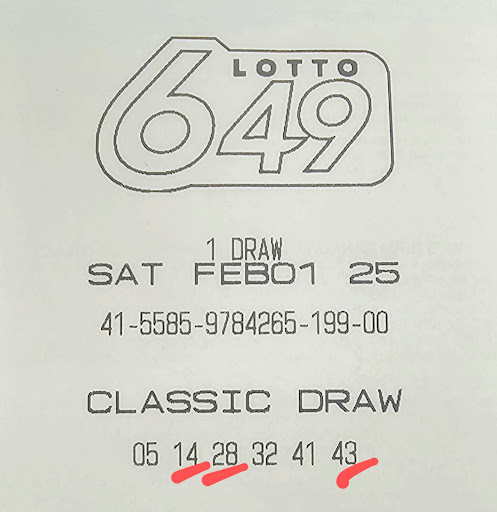 LOTTO
649
1 DRAW
SAT FEB01 25
41-5585-9784265-199-00
CLASSIC DRAW
05 14 28 32 41 43